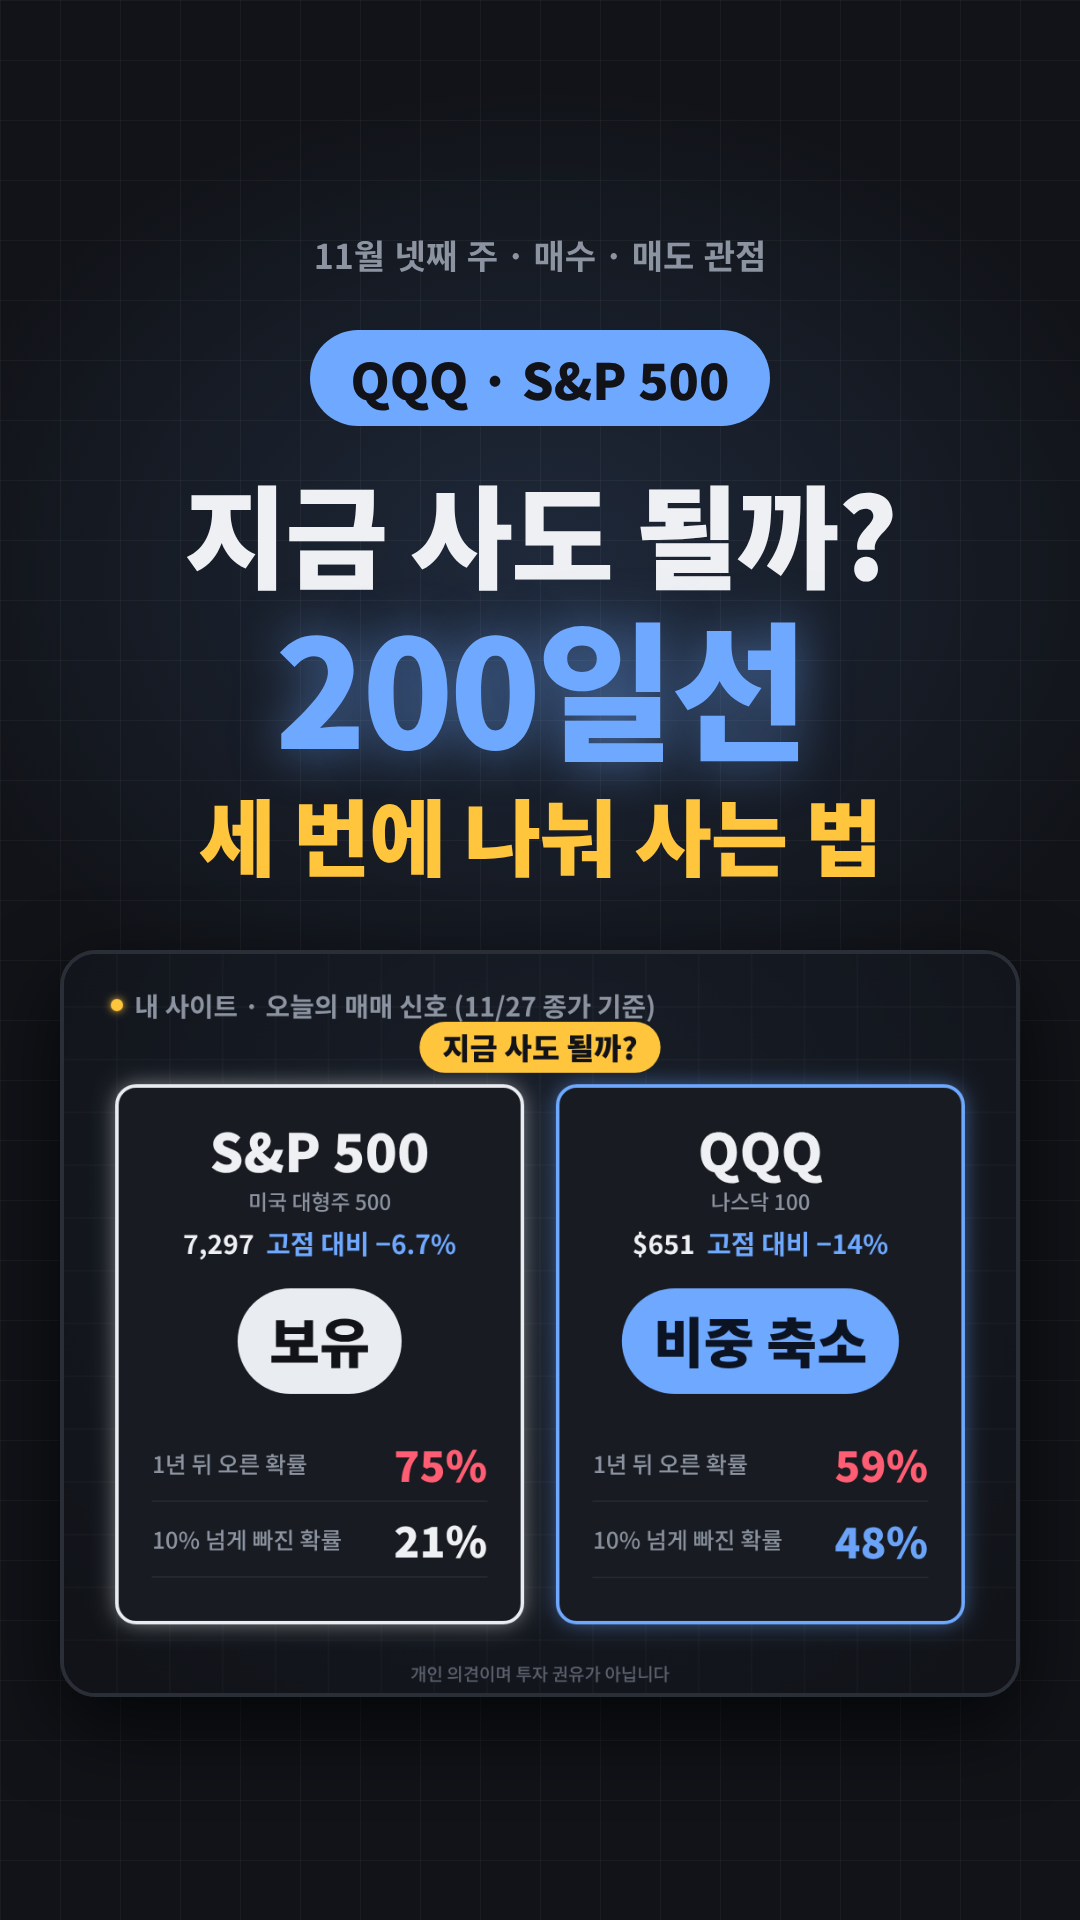 11월 넷째 주 · 매수 · 매도 관점
QQQ · S&P 500
지금 사도 될까?
200일선
세 번에 나눠 사는 법
내 사이트 · 오늘의 매매 신호 (11/27 종가 기준)
지금 사도 될까?
S&P 500
미국 대형주 500
7,297 고점 대비 −6.7%
보유
1년 뒤 오른 확률 75%
10% 넘게 빠진 확률 21%
QQQ
나스닥 100
$651 고점 대비 −14%
비중 축소
1년 뒤 오른 확률 59%
10% 넘게 빠진 확률 48%
개인 의견이며 투자 권유가 아닙니다